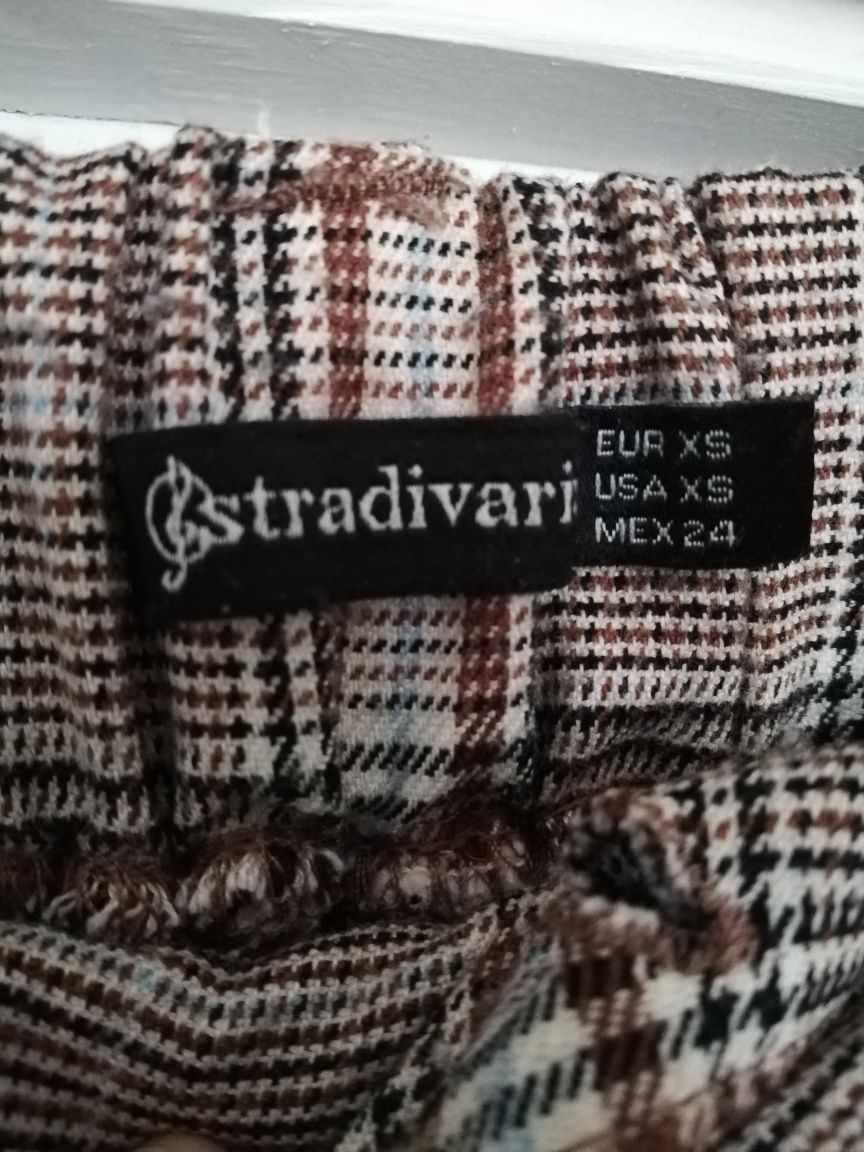 stradivari
EUR XS
USA XS
MEX 24